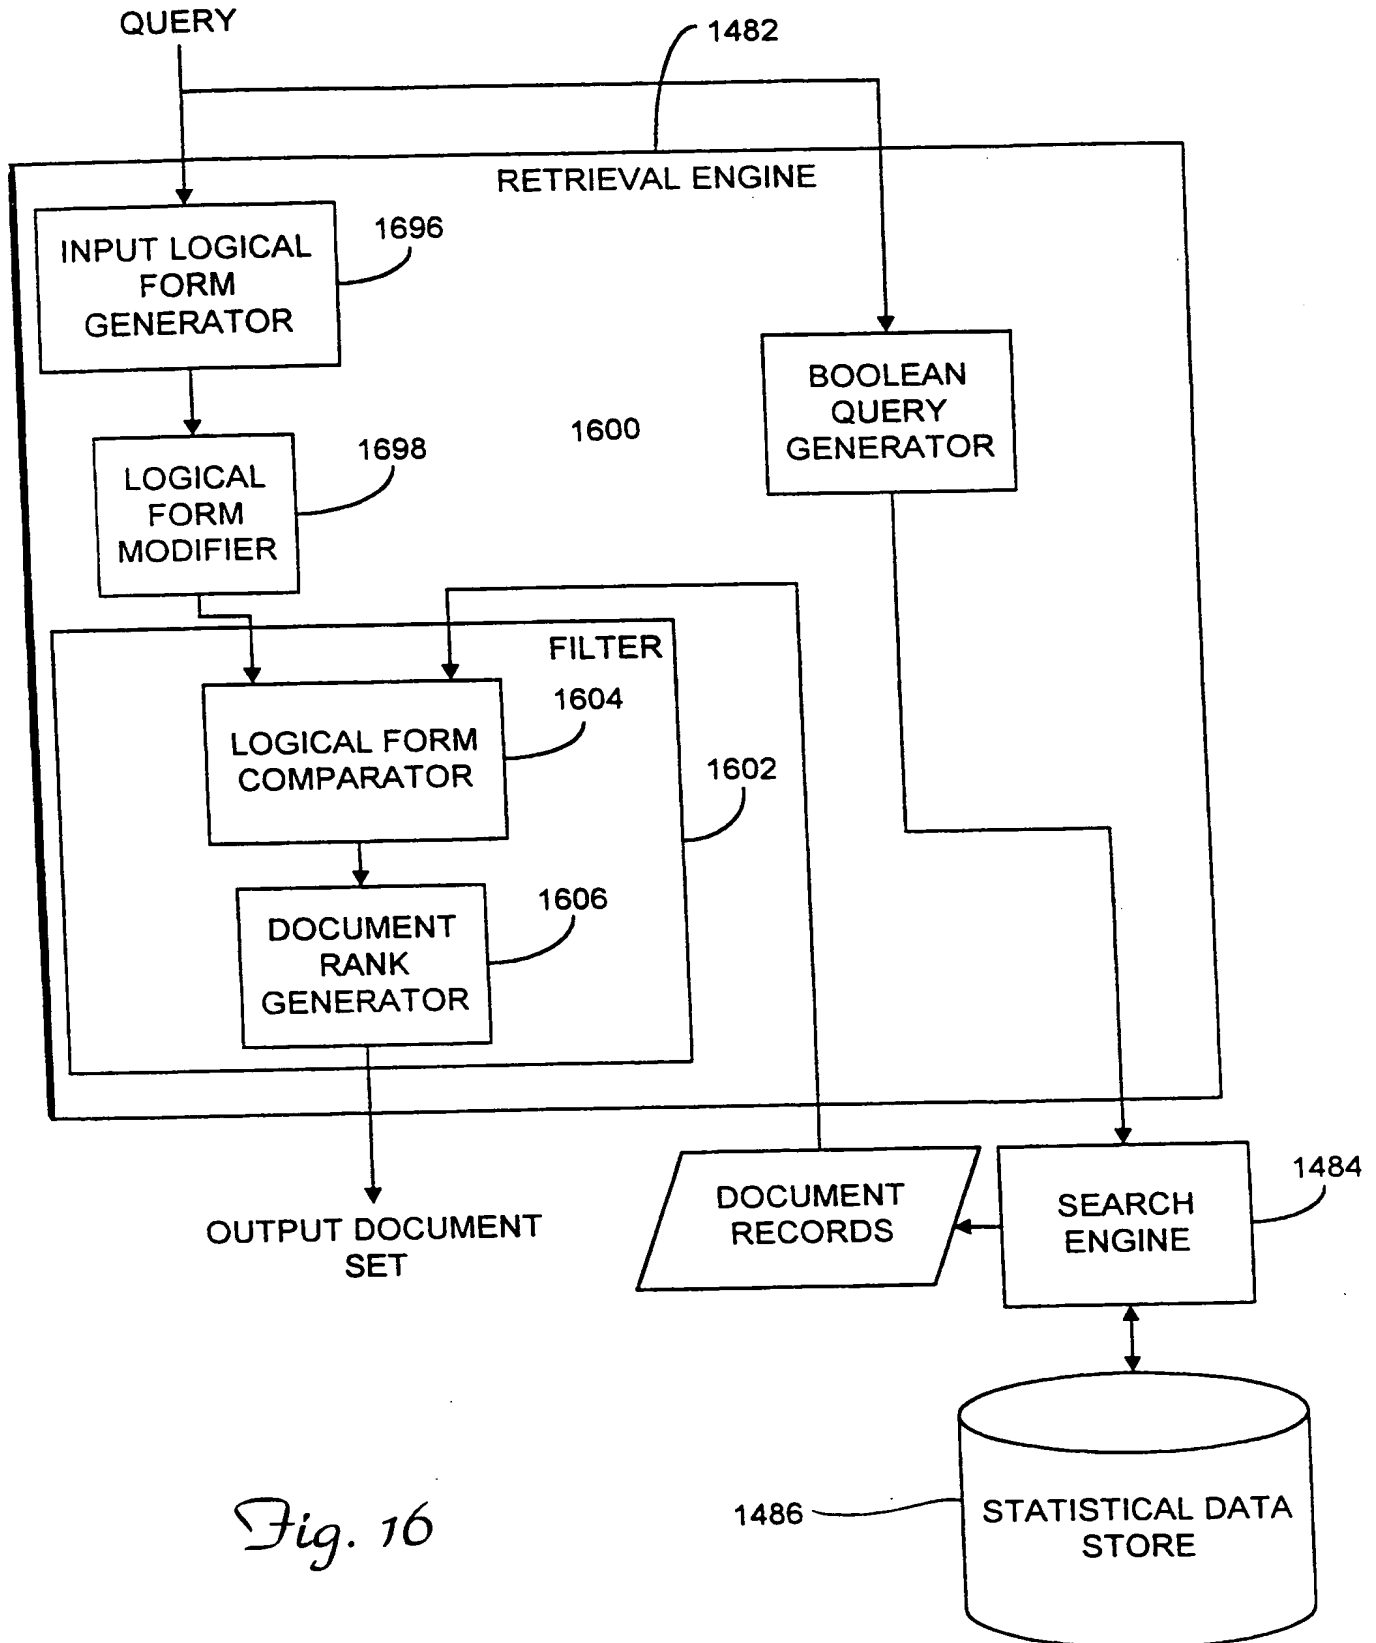 QUERY
1482
RETRIEVAL ENGINE
INPUT LOGICAL
FORM
GENERATOR
1696
BOOLEAN
QUERY
GENERATOR
1600
LOGICAL
FORM
MODIFIER
1698
FILTER
LOGICAL FORM
COMPARATOR
1604
1602
DOCUMENT
RANK
GENERATOR
1606
OUTPUT DOCUMENT
SET
DOCUMENT
RECORDS
SEARCH
ENGINE
1484
STATISTICAL DATA
STORE
1486
Fig. 16